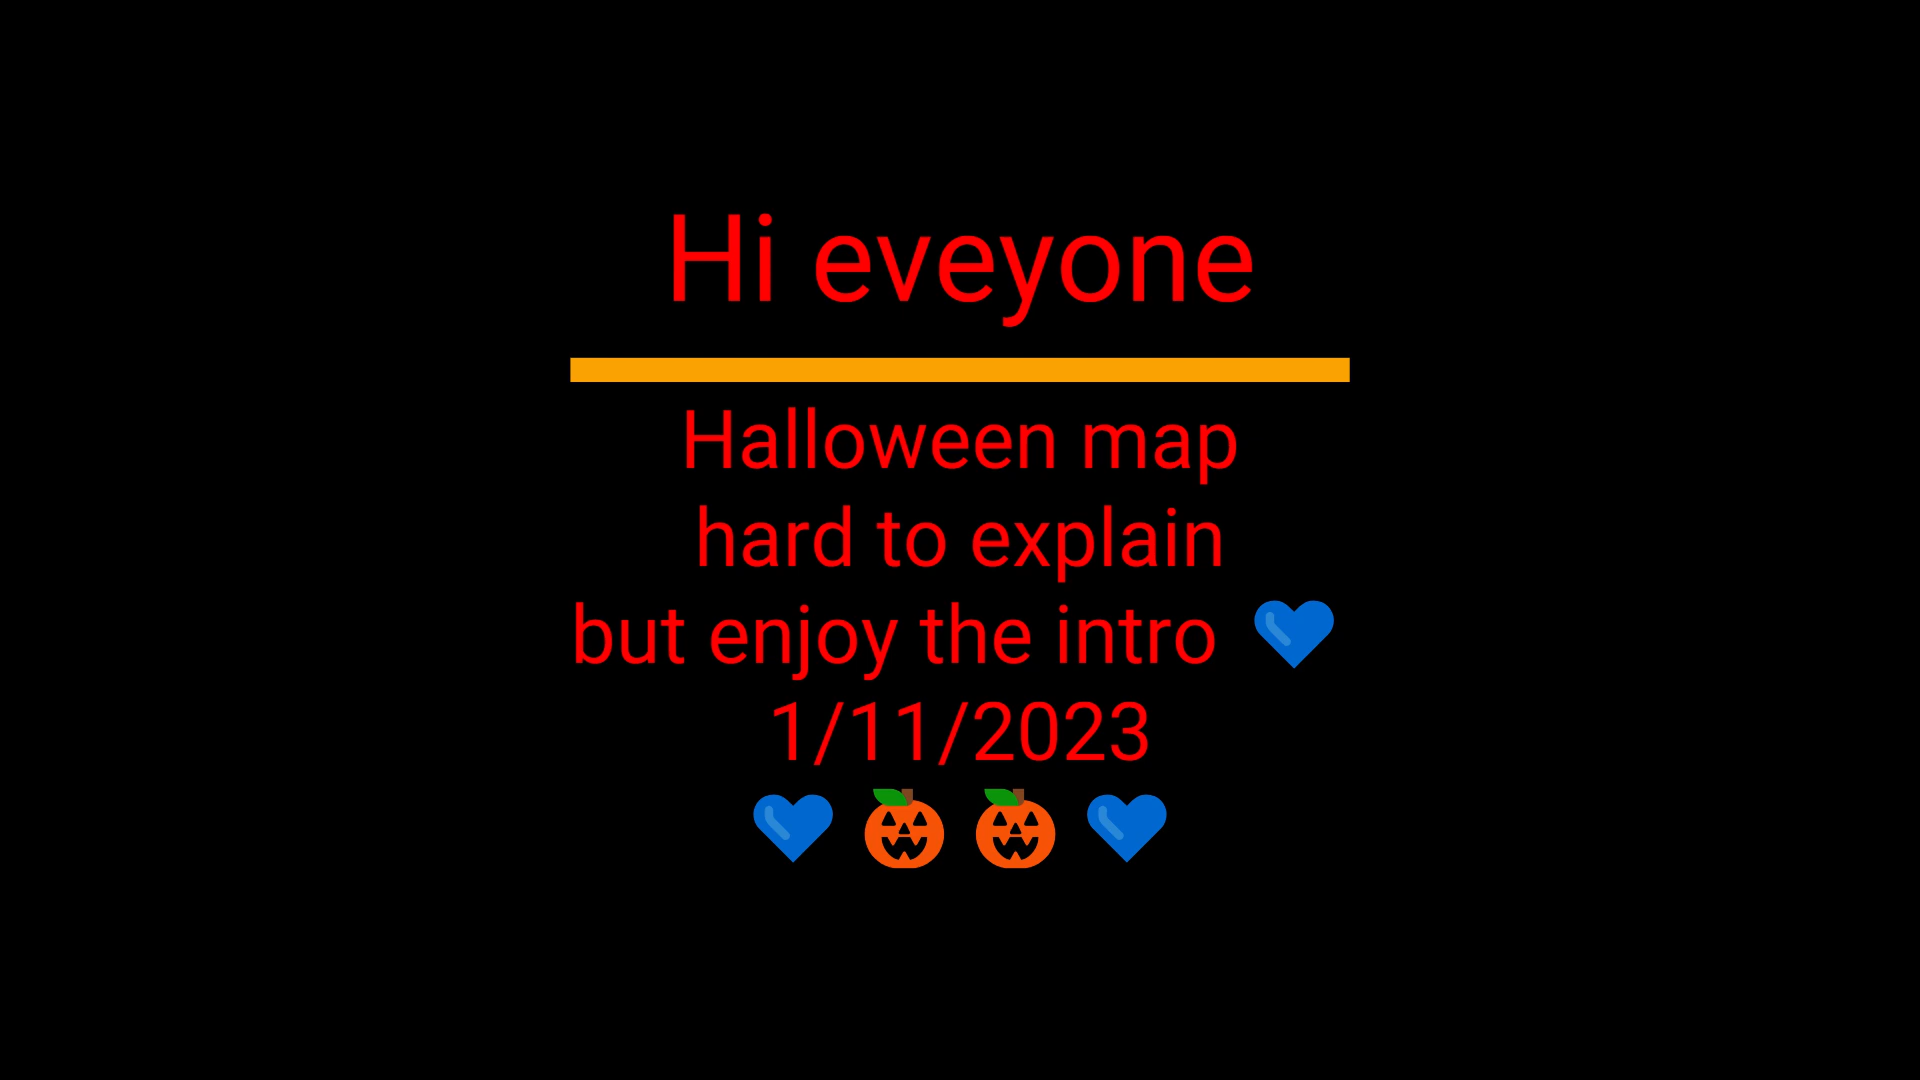 Hi eveyone
Halloween map
hard to explain
but enjoy the intro 💙
1/11/2023
💙 🎃 🎃 💙